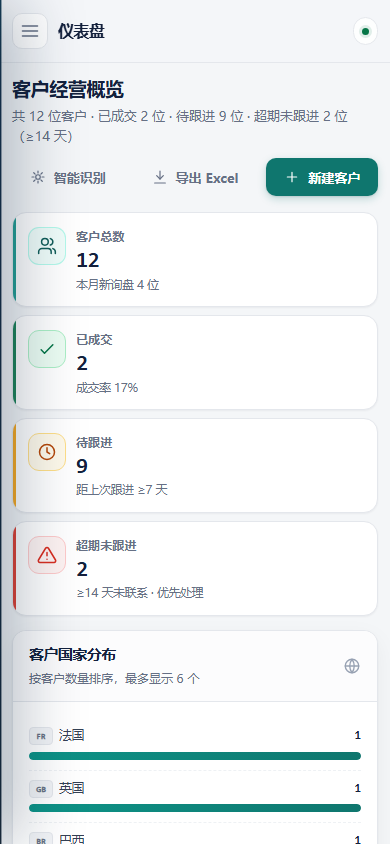 仪表盘
客户经营概览
共 12 位客户 · 已成交 2 位 · 待跟进 9 位 · 超期未跟进 2 位
（≥14 天）
智能识别 导出 Excel 新建客户
客户总数
12
本月新询盘 4 位
已成交
2
成交率 17%
待跟进
9
距上次跟进 ≥7 天
超期未跟进
2
≥14 天未联系 · 优先处理
客户国家分布
按客户数量排序，最多显示 6 个
FR 法国 1
GB 英国 1
BR 巴西 1